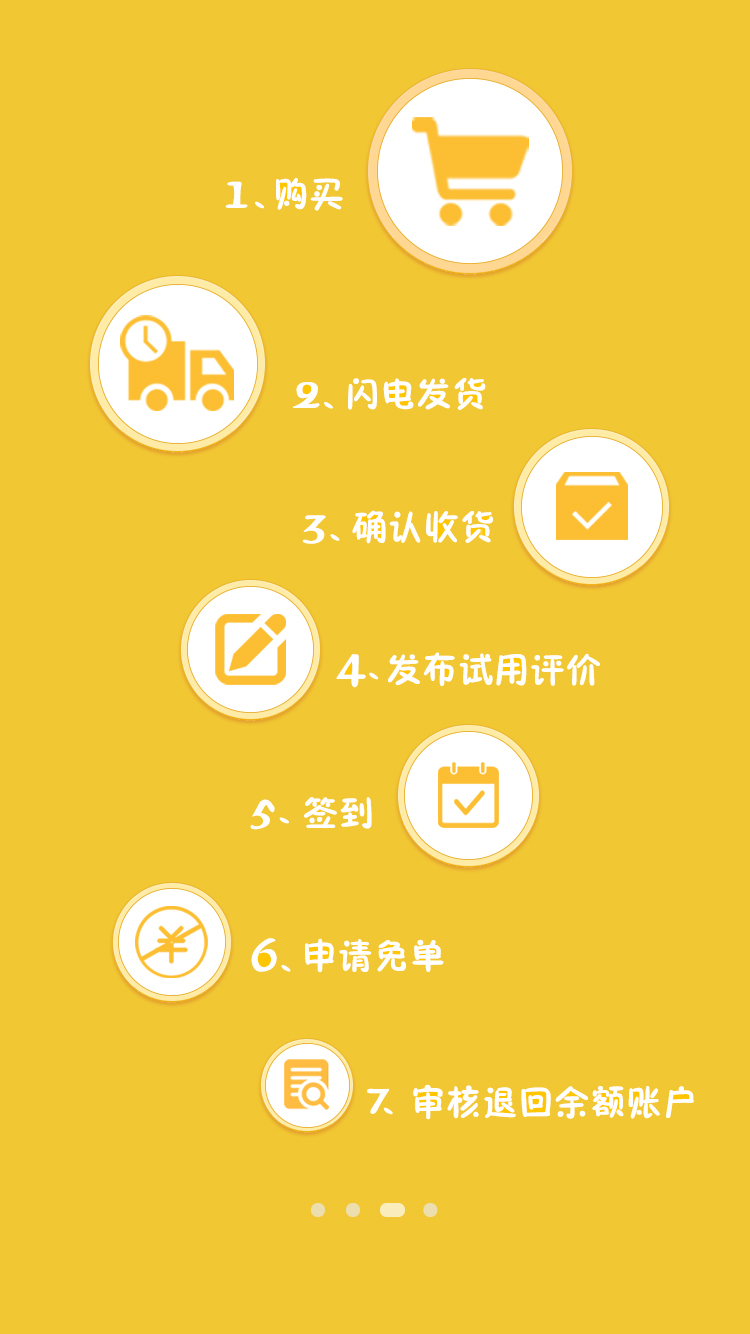 1、购买
2、闪电发货
3、确认收货
4、发布试用评价
5、签到
6、申请免单
7、审核退回余额账户